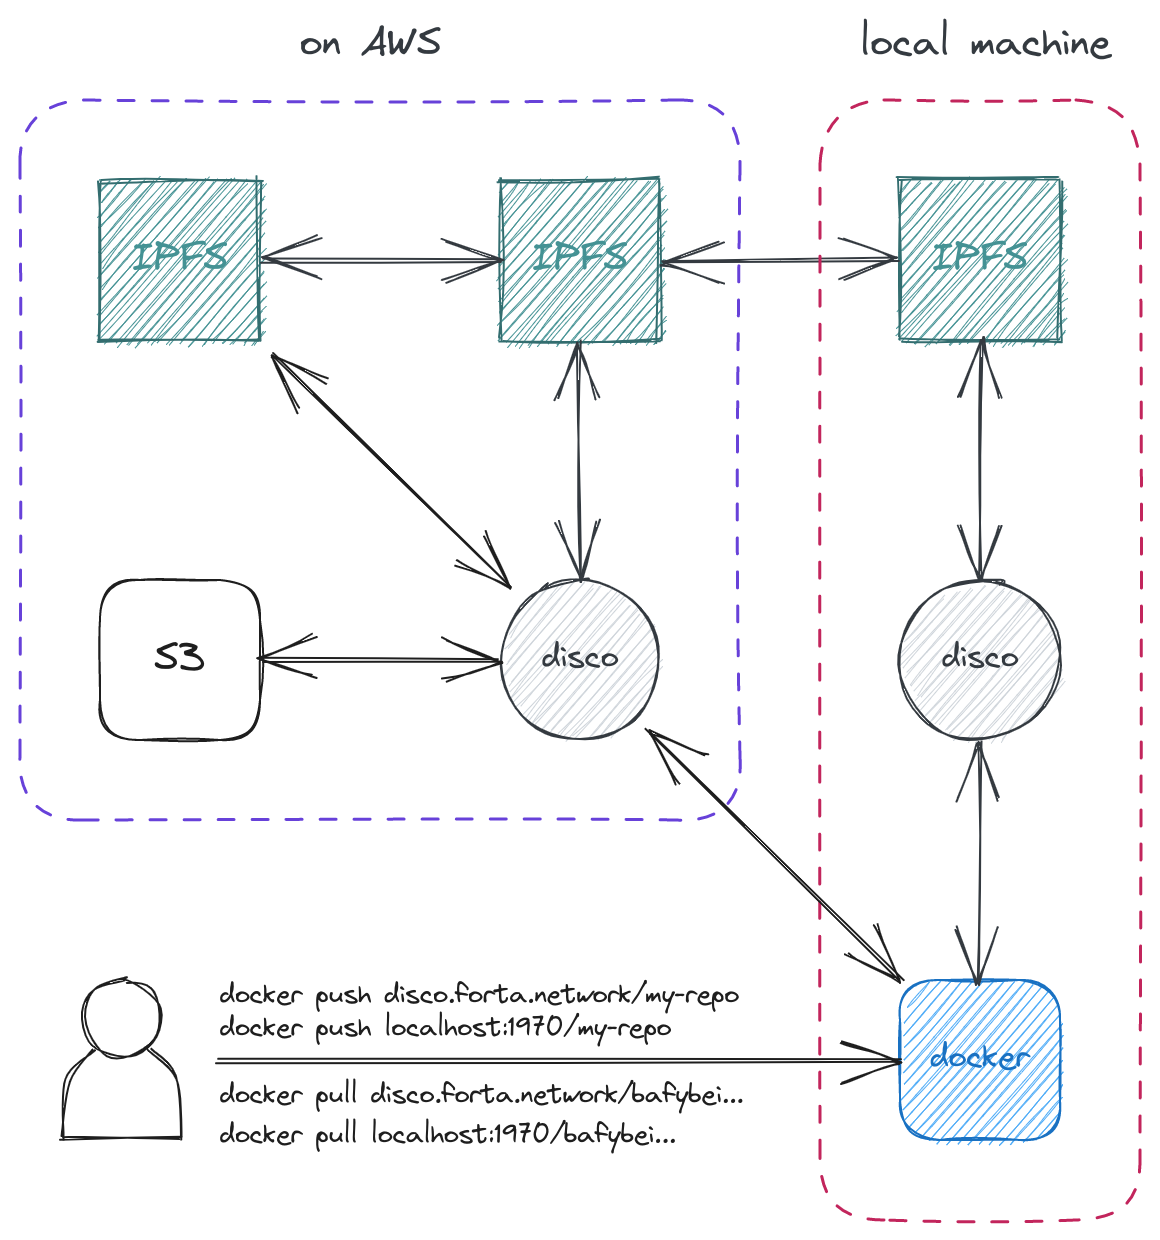 on AWS
local machine
IPFS
IPFS
IPFS
S3
disco
disco
docker push disco.forta.network/my-repo
docker push localhost:1970/my-repo
docker
docker pull disco.forta.network/bafybei...
docker pull localhost:1970/bafybei...